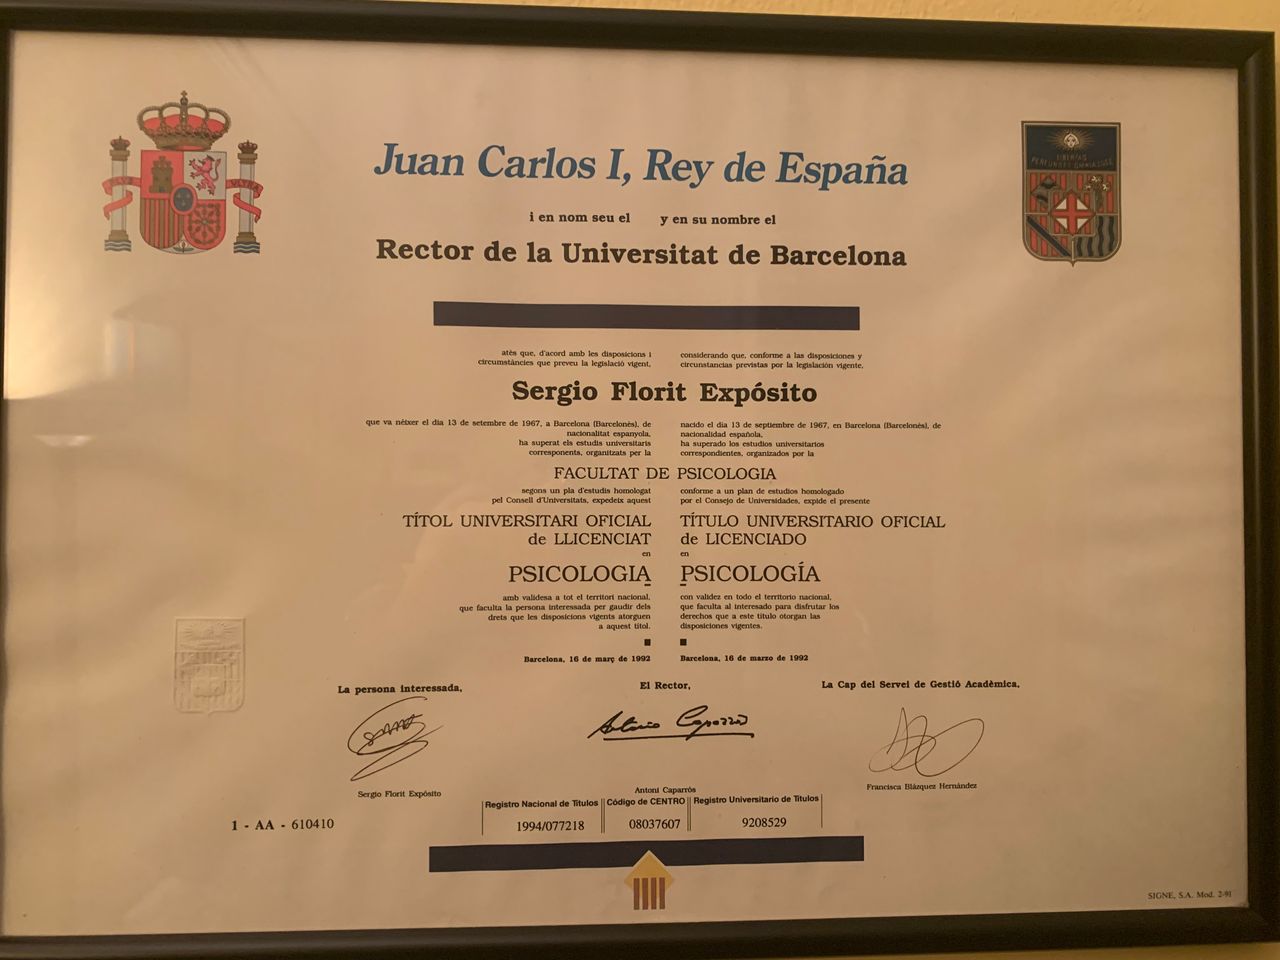 Juan Carlos I, Rey de España
i en nom seu el y en su nombre el
Rector de la Universitat de Barcelona
PLVS VLTRA
LIBERTAS
PERFUNDET OMNIA LUCE
atès que, d'acord amb les disposicions i
circumstàncies que preveu la legislació vigent,
considerando que, conforme a las disposiciones y
circunstancias previstas por la legislación vigente,
Sergio Florit Expósito
que va néixer el dia 13 de setembre de 1967, a Barcelona (Barcelonès), de
nacionalitat espanyola,
ha superat els estudis universitaris
corresponents, organitzats per la
nacido el día 13 de septiembre de 1967, en Barcelona (Barcelonès), de
nacionalidad española,
ha superado los estudios universitarios
correspondientes, organizados por la
FACULTAT DE PSICOLOGIA
segons un pla d'estudis homologat
pel Consell d'Universitats, expedeix aquest
conforme a un plan de estudios homologado
por el Consejo de Universidades, expide el presente
TÍTOL UNIVERSITARI OFICIAL
de LLICENCIAT
en
PSICOLOGIA
TÍTULO UNIVERSITARIO OFICIAL
de LICENCIADO
en
PSICOLOGÍA
amb validesa a tot el territori nacional,
que faculta la persona interessada per gaudir dels
drets que les disposicions vigents atorguen
a aquest títol.
con validez en todo el territorio nacional,
que faculta al interesado para disfrutar los
derechos que a este título otorgan las
disposiciones vigentes.
Barcelona, 16 de març de 1992
Barcelona, 16 de marzo de 1992
La persona interessada,
El Rector,
La Cap del Servei de Gestió Acadèmica,
Sergio Florit Expósito
Antoni Caparrós
Francisca Blázquez Hernández
Registro Nacional de Títulos Código de CENTRO Registro Universitario de Títulos
1 - AA - 610410
1994/077218 08037607 9208529
SIGNE, S.A. Mod. 2-91